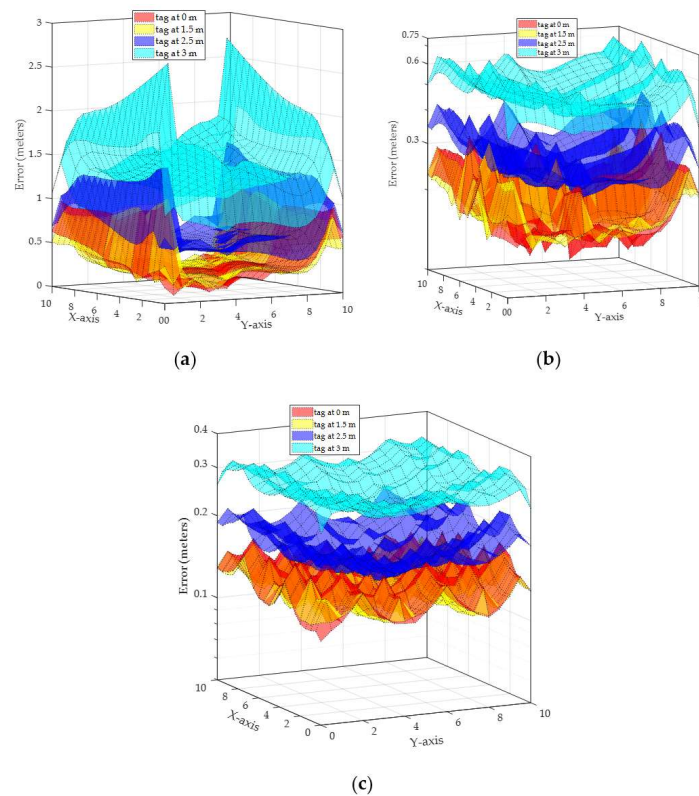 tag at 0 m
tag at 1.5 m
tag at 2.5 m
tag at 3 m
3
2.5
2
1.5
1
0.5
0
Error (meters)
10
8
6
4
2
0
X-axis
0
2
4
6
8
10
Y-axis
(a)
tag at 0 m
tag at 1.5 m
tag at 2.5 m
tag at 3 m
0.75
0.6
0.3
Error (meters)
10
8
6
4
2
0
X-axis
0
2
4
6
8
Y-axis
(b)
tag at 0 m
tag at 1.5 m
tag at 2.5 m
tag at 3 m
0.4
0.3
0.2
0.1
Error (meters)
10
8
6
4
2
0
X-axis
0
2
4
6
8
10
Y-axis
(c)